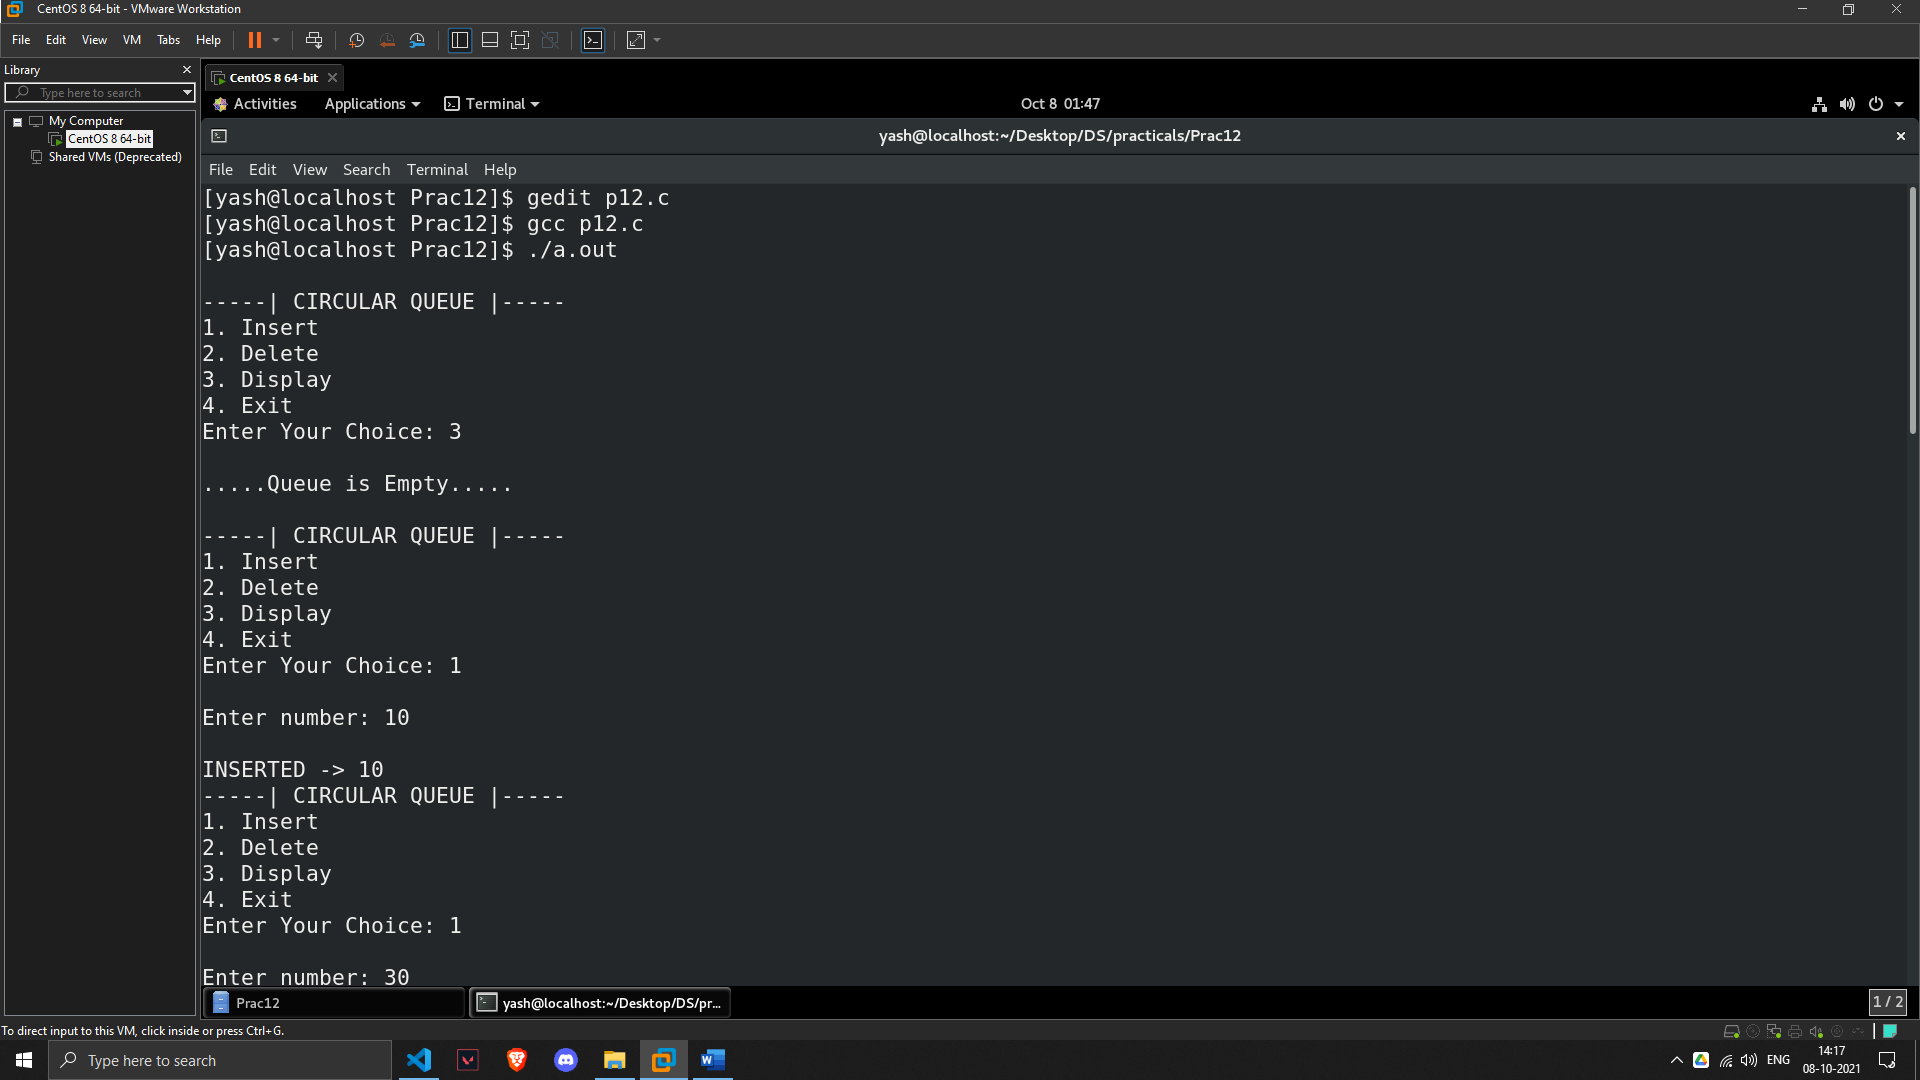 CentOS 8 64-bit - VMware Workstation
File Edit View VM Tabs Help
Library
Type here to search
My Computer
CentOS 8 64-bit
Shared VMs (Deprecated)
CentOS 8 64-bit
Activities Applications Terminal Oct 8 01:47
yash@localhost:~/Desktop/DS/practicals/Prac12
File Edit View Search Terminal Help
[yash@localhost Prac12]$ gedit p12.c
[yash@localhost Prac12]$ gcc p12.c
[yash@localhost Prac12]$ ./a.out
-----| CIRCULAR QUEUE |-----
1. Insert
2. Delete
3. Display
4. Exit
Enter Your Choice: 3
.....Queue is Empty.....
-----| CIRCULAR QUEUE |-----
1. Insert
2. Delete
3. Display
4. Exit
Enter Your Choice: 1
Enter number: 10
INSERTED -> 10
-----| CIRCULAR QUEUE |-----
1. Insert
2. Delete
3. Display
4. Exit
Enter Your Choice: 1
Enter number: 30
Prac12 yash@localhost:~/Desktop/DS/pr... 1 / 2
To direct input to this VM, click inside or press Ctrl+G.
Type here to search
ENG
14:17
08-10-2021